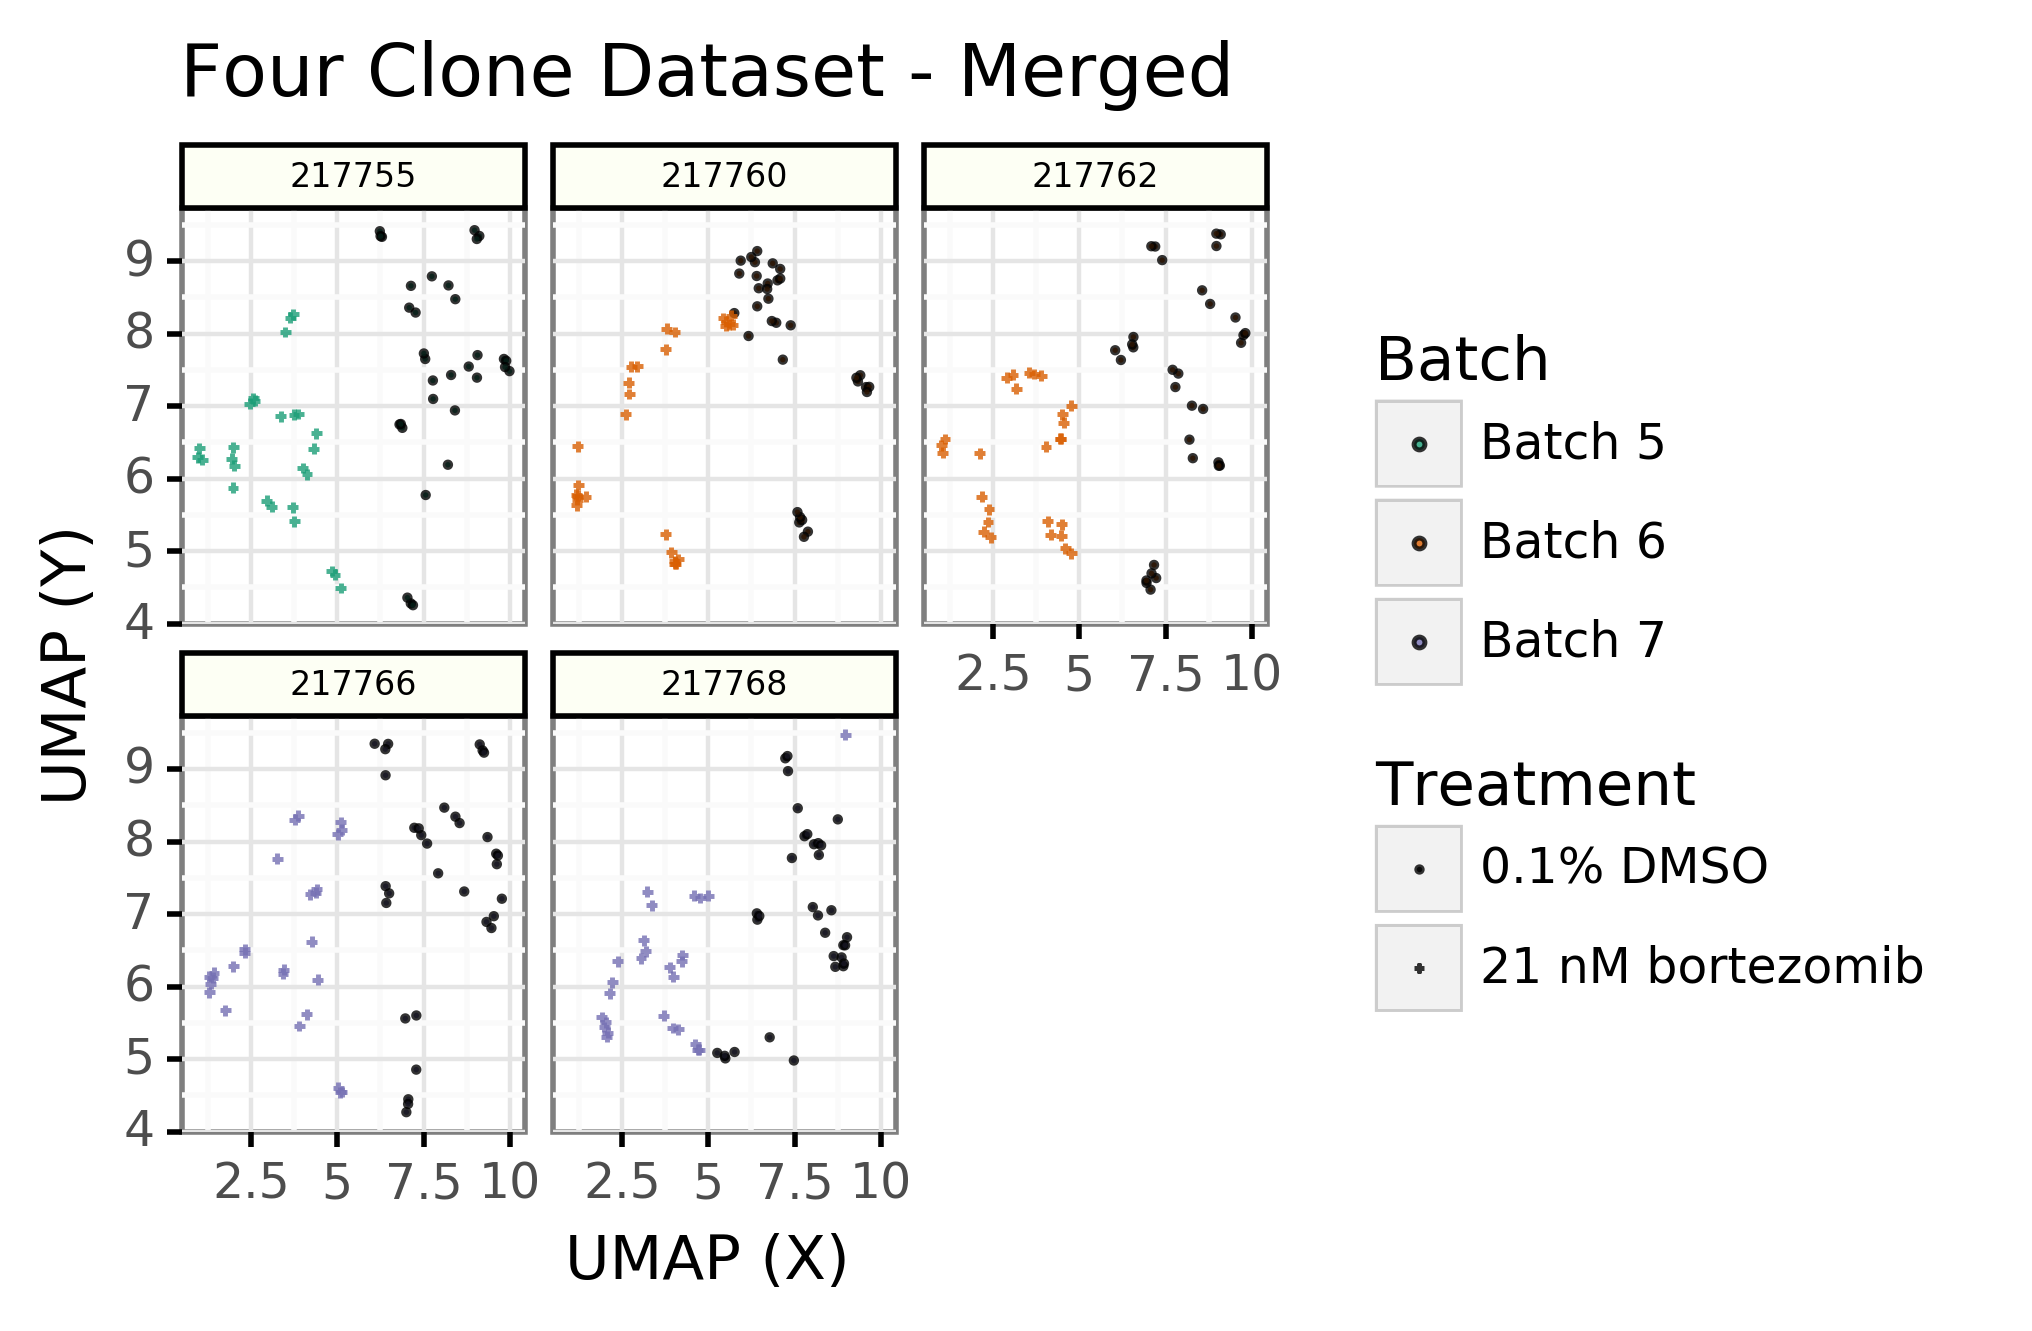 Four Clone Dataset - Merged
217755
217760
217762
9
8
7
6
5
4
2.5 5 7.5 10
217766
217768
9
8
7
6
5
4
2.5 5 7.5 10
2.5 5 7.5 10
UMAP (X)
UMAP (Y)
Batch
Batch 5
Batch 6
Batch 7
Treatment
0.1% DMSO
21 nM bortezomib